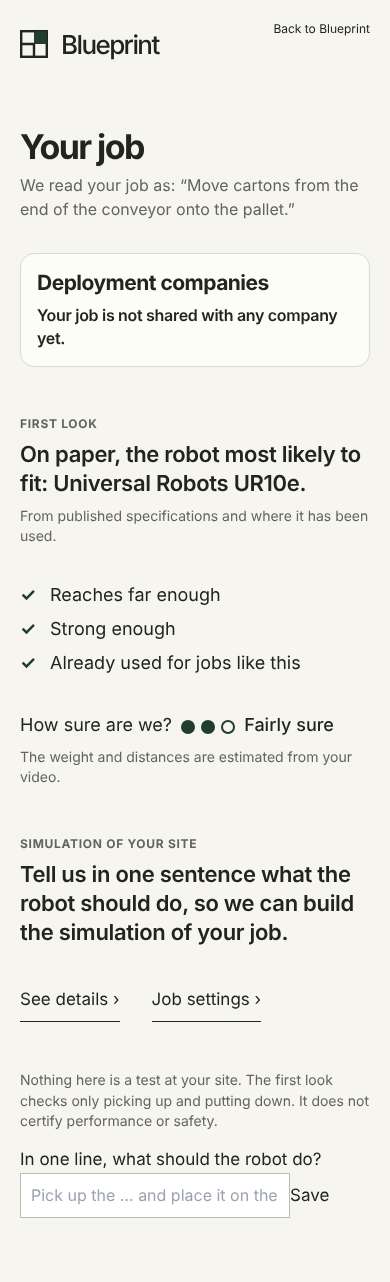 Blueprint
Back to Blueprint
Your job
We read your job as: “Move cartons from the
end of the conveyor onto the pallet.”
Deployment companies
Your job is not shared with any company
yet.
FIRST LOOK
On paper, the robot most likely to
fit: Universal Robots UR10e.
From published specifications and where it has been
used.
✓ Reaches far enough
✓ Strong enough
✓ Already used for jobs like this
How sure are we? Fairly sure
The weight and distances are estimated from your
video.
SIMULATION OF YOUR SITE
Tell us in one sentence what the
robot should do, so we can build
the simulation of your job.
See details › Job settings ›
Nothing here is a test at your site. The first look
checks only picking up and putting down. It does not
certify performance or safety.
In one line, what should the robot do?
Pick up the ... and place it on the Save